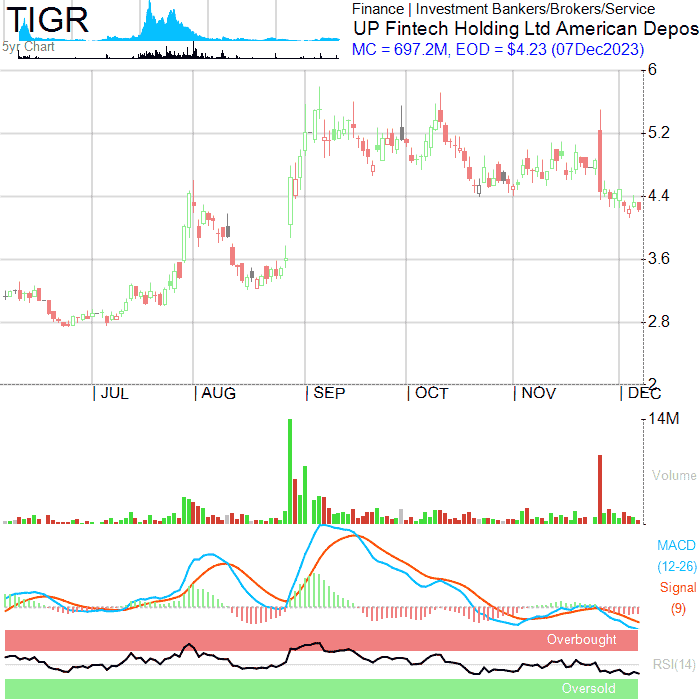 TIGR
5yr Chart
Finance | Investment Bankers/Brokers/Service
UP Fintech Holding Ltd American Depos
MC = 697.2M, EOD = $4.23 (07Dec2023)
6
5.2
4.4
3.6
2.8
2
JUL
AUG
SEP
OCT
NOV
DEC
14M
Volume
MACD
(12-26)
Signal
(9)
Overbought
RSI(14)
Oversold